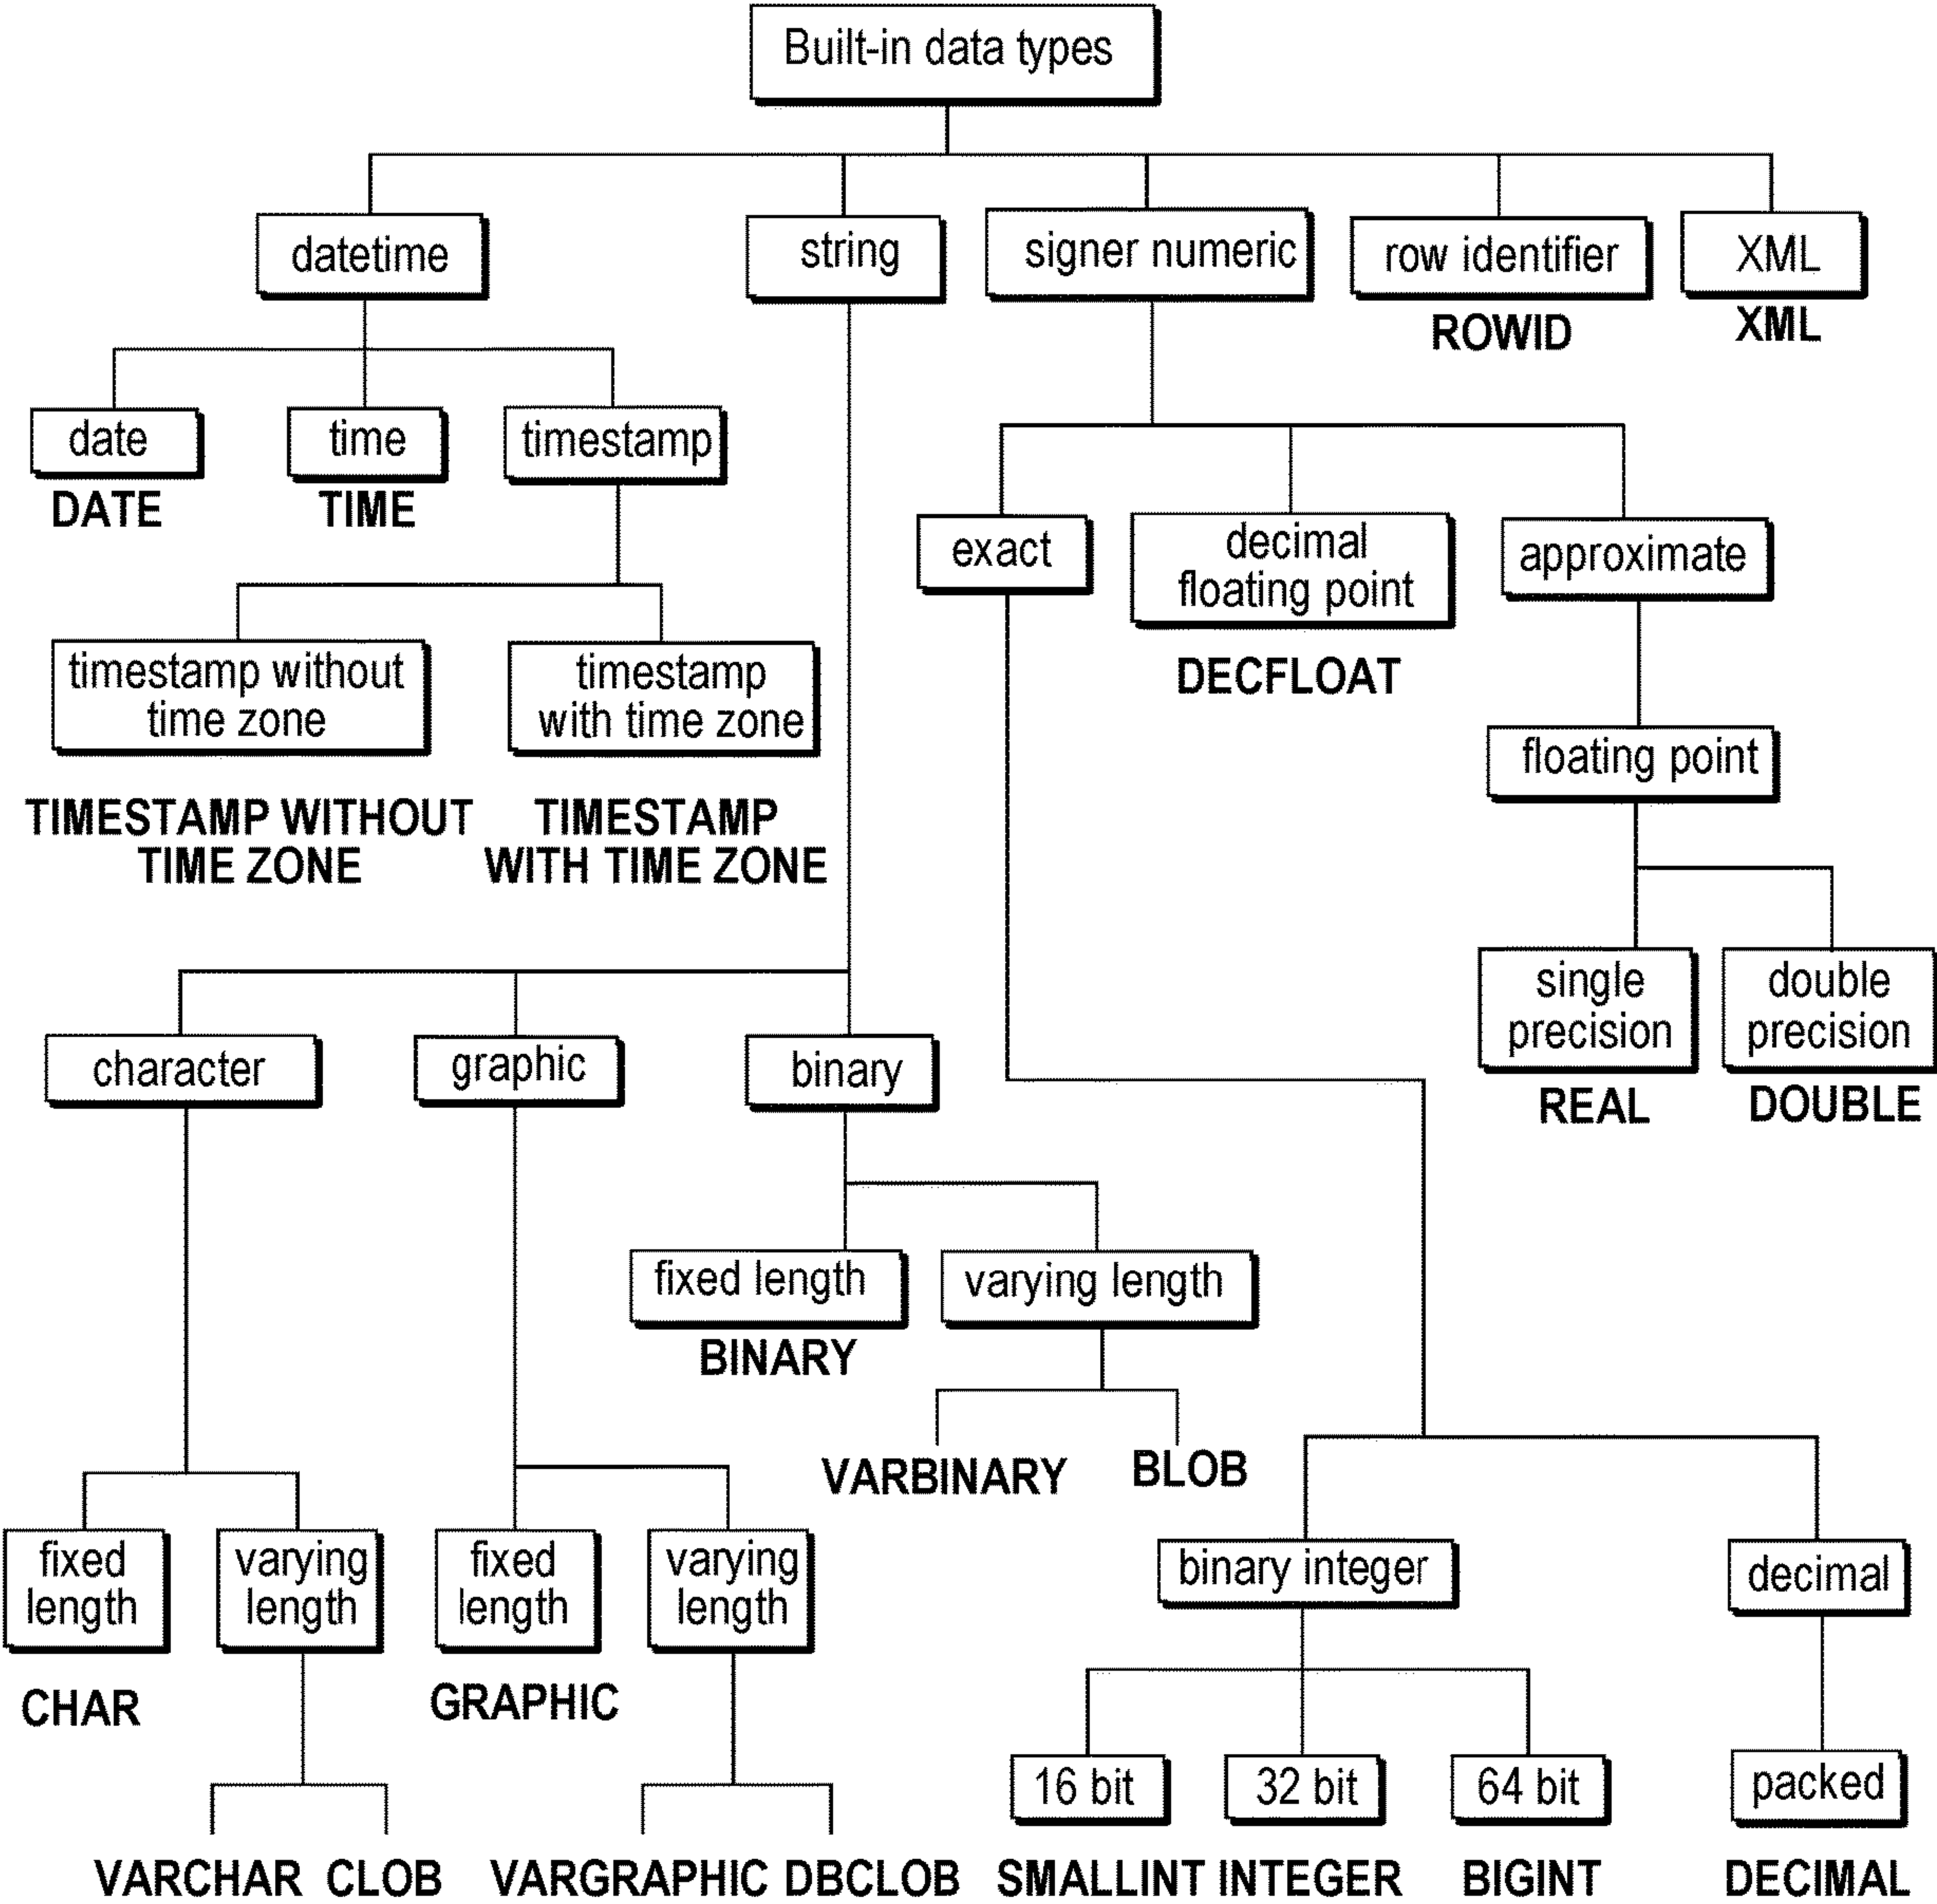 Built-in data types
datetime
string
signer numeric
row identifier
XML
ROWID
XML
date
time
timestamp
DATE
TIME
exact
decimal
floating point
approximate
DECFLOAT
timestamp without
time zone
timestamp
with time zone
floating point
TIMESTAMP WITHOUT
TIME ZONE
TIMESTAMP
WITH TIME ZONE
single
precision
double
precision
REAL
DOUBLE
character
graphic
binary
fixed length
varying length
BINARY
VARBINARY
BLOB
fixed
length
varying
length
fixed
length
varying
length
binary integer
decimal
CHAR
GRAPHIC
16 bit
32 bit
64 bit
packed
VARCHAR
CLOB
VARGRAPHIC
DBCLOB
SMALLINT
INTEGER
BIGINT
DECIMAL